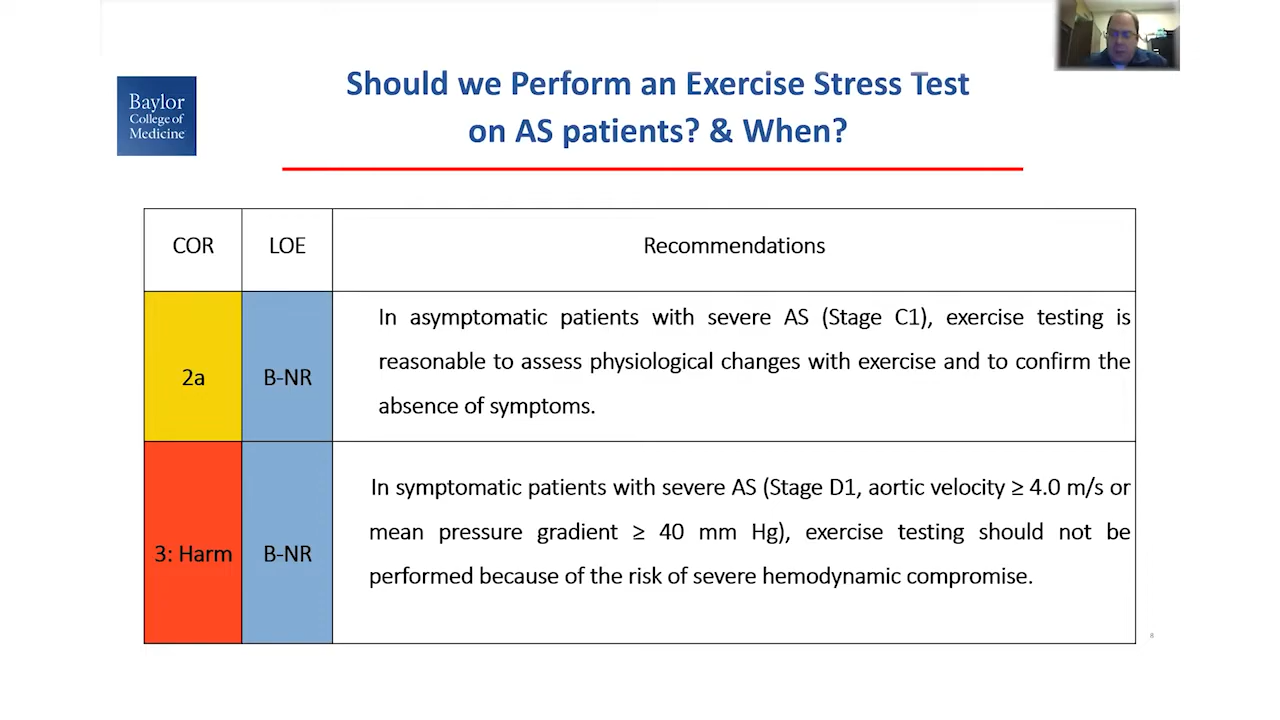 Should we Perform an Exercise Stress Test
on AS patients? & When?
Baylor
College of
Medicine
COR
LOE
Recommendations
2a
B-NR
In asymptomatic patients with severe AS (Stage C1), exercise testing is
reasonable to assess physiological changes with exercise and to confirm the
absence of symptoms.
3: Harm
B-NR
In symptomatic patients with severe AS (Stage D1, aortic velocity ≥ 4.0 m/s or
mean pressure gradient ≥ 40 mm Hg), exercise testing should not be
performed because of the risk of severe hemodynamic compromise.
8